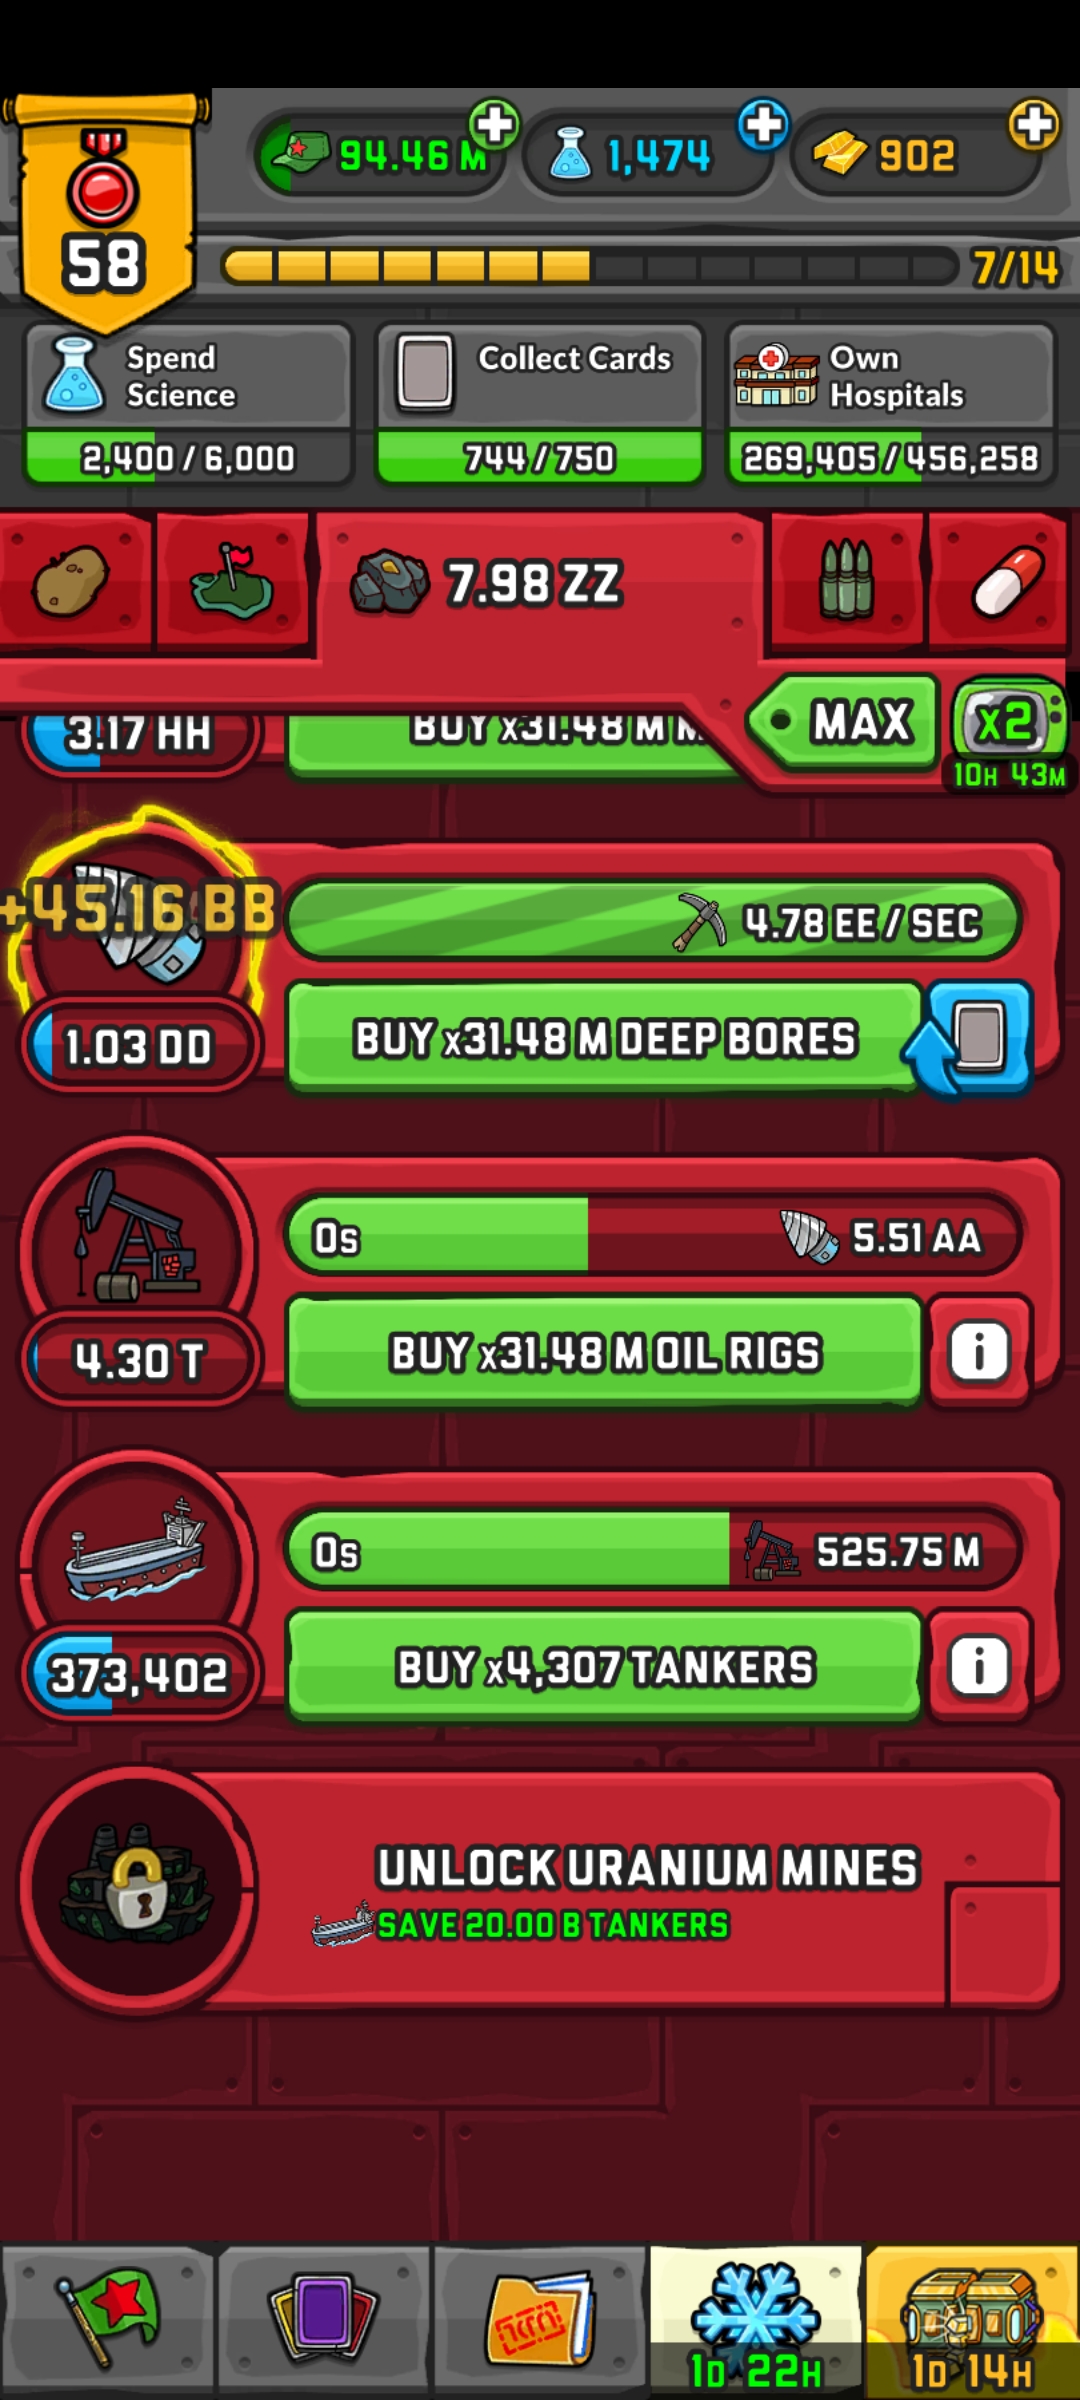 94.46 M
1,474
902
58
7/14
Spend
Science
2,400 / 6,000
Collect Cards
744 / 750
Own
Hospitals
269,405 / 456,258
7.98 ZZ
MAX
x2
10H 43M
3.17 HH
BUY x31.48 M M
+45.16 BB
4.78 EE / SEC
1.03 DD
BUY x31.48 M DEEP BORES
0s
5.51 AA
4.30 T
BUY x31.48 M OIL RIGS
i
0s
525.75 M
373,402
BUY x4,307 TANKERS
i
UNLOCK URANIUM MINES
SAVE 20.00 B TANKERS
1D 22H
1D 14H